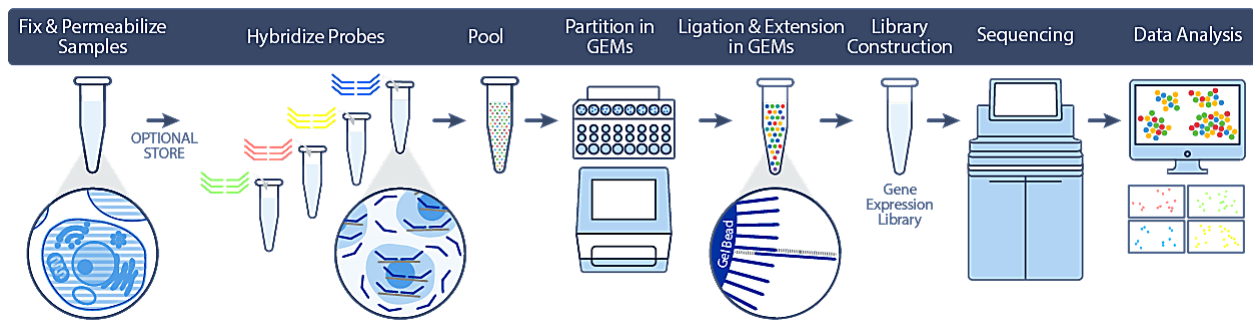 Fix & Permeabilize
Samples
Hybridize Probes
Pool
Partition in
GEMs
Ligation & Extension
in GEMs
Library
Construction
Sequencing
Data Analysis
OPTIONAL
STORE
Gel Bead
Gene
Expression
Library